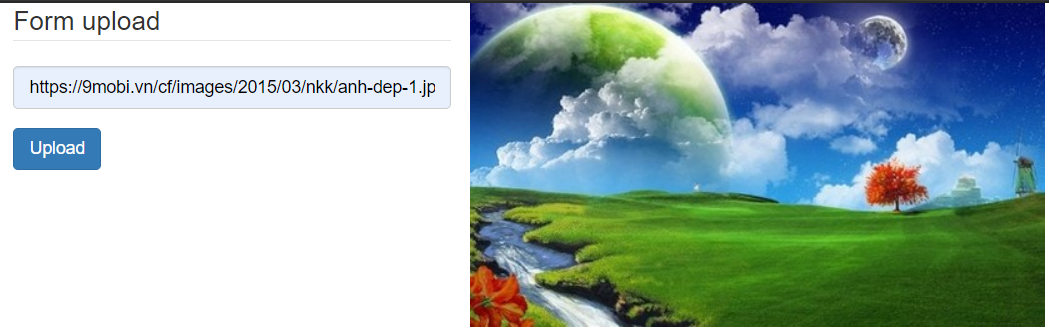 Form upload
https://9mobi.vn/cf/images/2015/03/nkk/anh-dep-1.jp
Upload